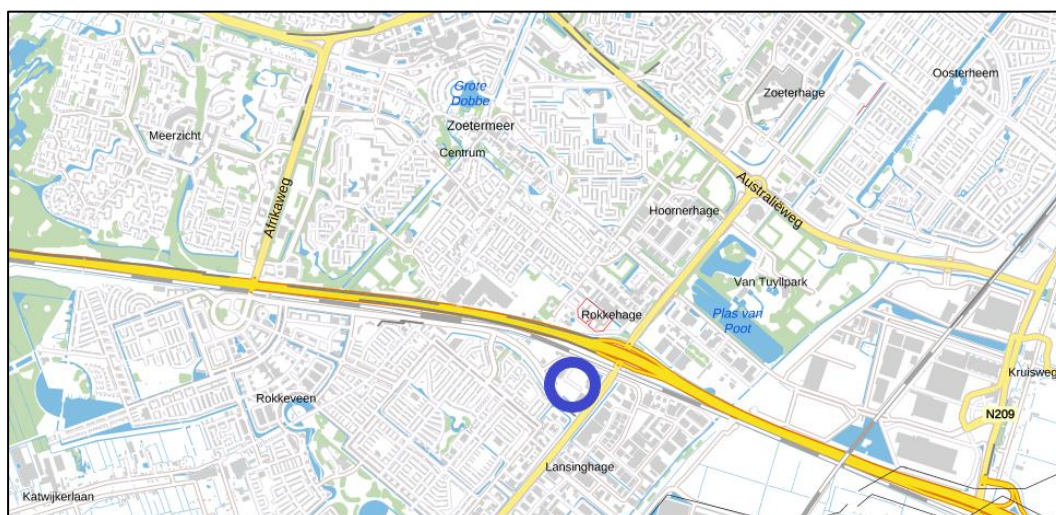 Grote
Dobbe
Oosterheem
Zoeterhage
Meerzicht
Zoetermeer
Centrum
Afrikaweg
Australiëweg
Hoornerhage
Van Tuyllpark
Rokkehage
Plas van
Poot
Kruisweg
Rokkeveen
N209
Lansinghage
Katwijkerlaan